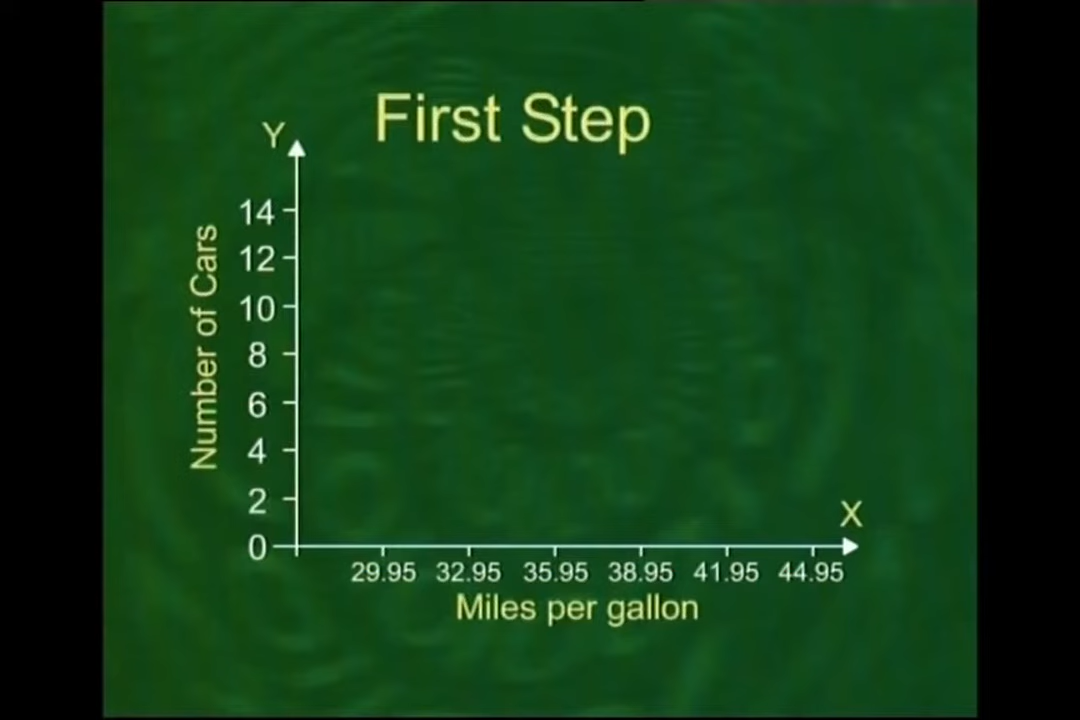 First Step
Y
14
12
10
8
6
4
2
0
Number of Cars
X
29.95 32.95 35.95 38.95 41.95 44.95
Miles per gallon